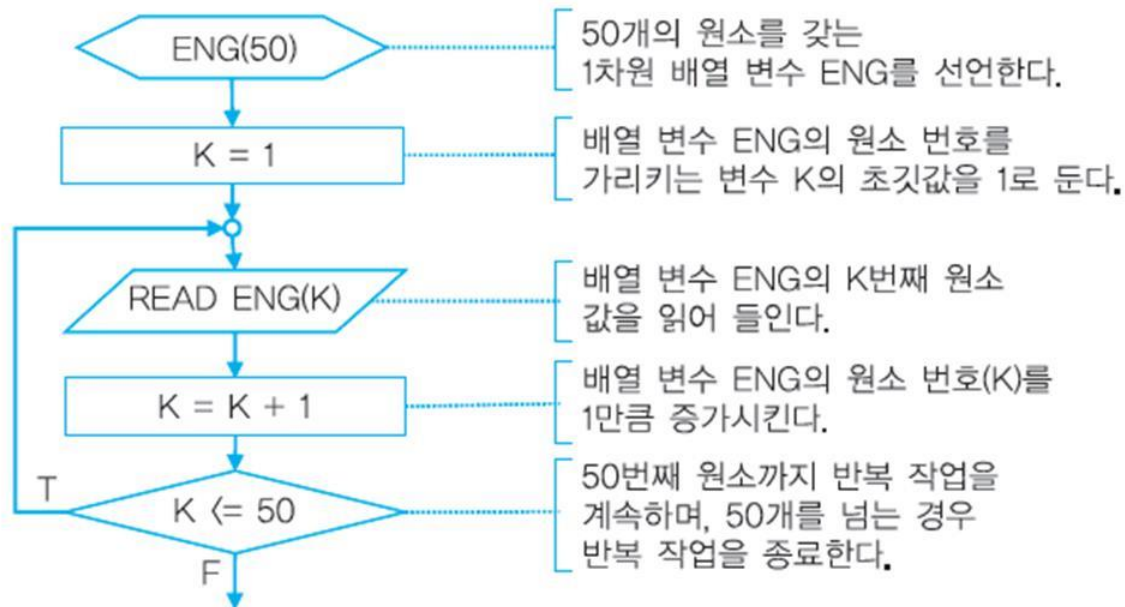 ENG(50)
50개의 원소를 갖는
1차원 배열 변수 ENG를 선언한다.
K = 1
배열 변수 ENG의 원소 번호를
가리키는 변수 K의 초깃값을 1로 둔다.
READ ENG(K)
배열 변수 ENG의 K번째 원소
값을 읽어 들인다.
K = K + 1
배열 변수 ENG의 원소 번호(K)를
1만큼 증가시킨다.
T
K <= 50
50번째 원소까지 반복 작업을
계속하며, 50개를 넘는 경우
반복 작업을 종료한다.
F